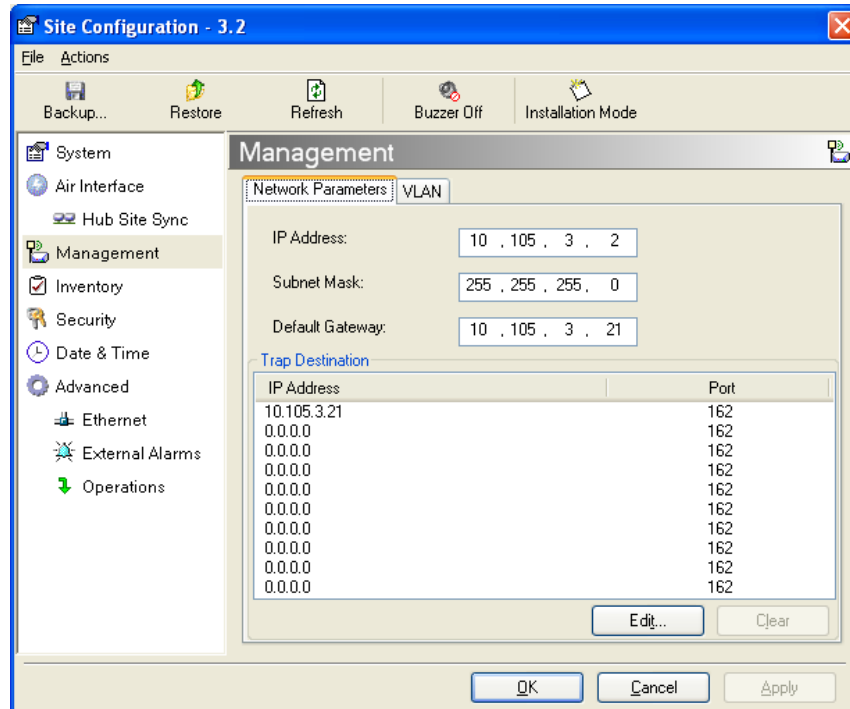 Site Configuration - 3.2
File Actions
Backup... Restore Refresh Buzzer Off Installation Mode
System
Air Interface
Hub Site Sync
Management
Inventory
Security
Date & Time
Advanced
Ethernet
External Alarms
Operations
Management
Network Parameters VLAN
IP Address: 10 . 105 . 3 . 2
Subnet Mask: 255 . 255 . 255 . 0
Default Gateway: 10 . 105 . 3 . 21
Trap Destination
IP Address Port
10.105.3.21 162
0.0.0.0 162
0.0.0.0 162
0.0.0.0 162
0.0.0.0 162
0.0.0.0 162
0.0.0.0 162
0.0.0.0 162
0.0.0.0 162
0.0.0.0 162
Edit... Clear
OK Cancel Apply